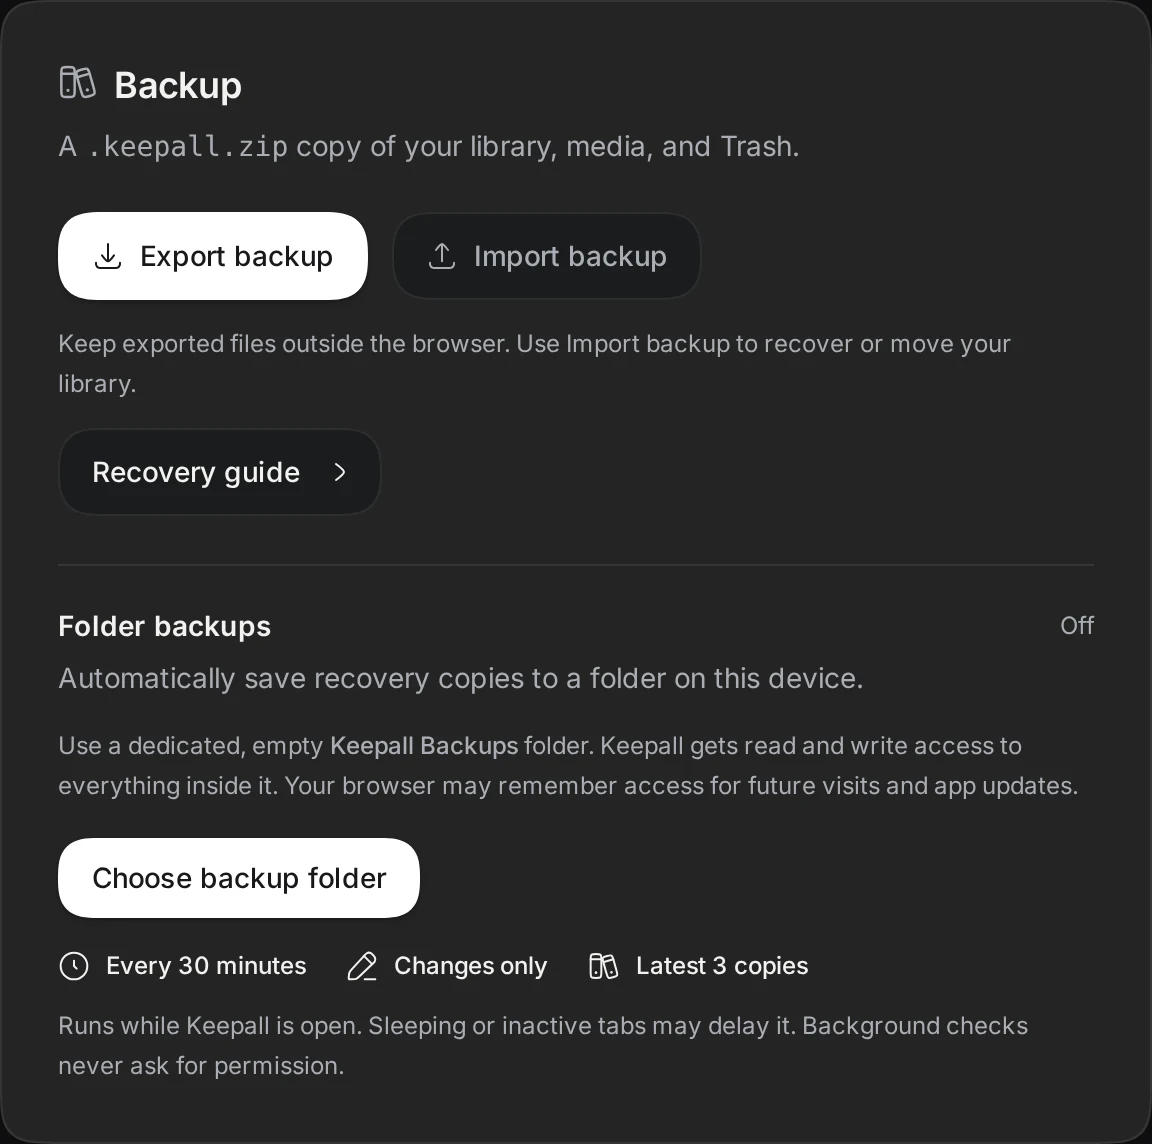 Backup
A .keepall.zip copy of your library, media, and Trash.
Export backup
Import backup
Keep exported files outside the browser. Use Import backup to recover or move your
library.
Recovery guide
Folder backups
Off
Automatically save recovery copies to a folder on this device.
Use a dedicated, empty Keepall Backups folder. Keepall gets read and write access to
everything inside it. Your browser may remember access for future visits and app updates.
Choose backup folder
Every 30 minutes
Changes only
Latest 3 copies
Runs while Keepall is open. Sleeping or inactive tabs may delay it. Background checks
never ask for permission.